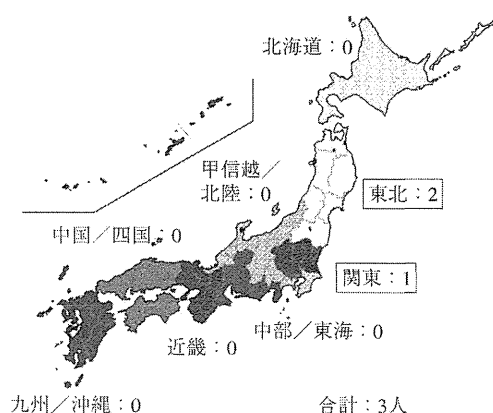 北海道：0
甲信越／
北陸：0
東北：2
中国／四国：0
関東：1
中部／東海：0
近畿：0
九州／沖縄：0
合計：3人